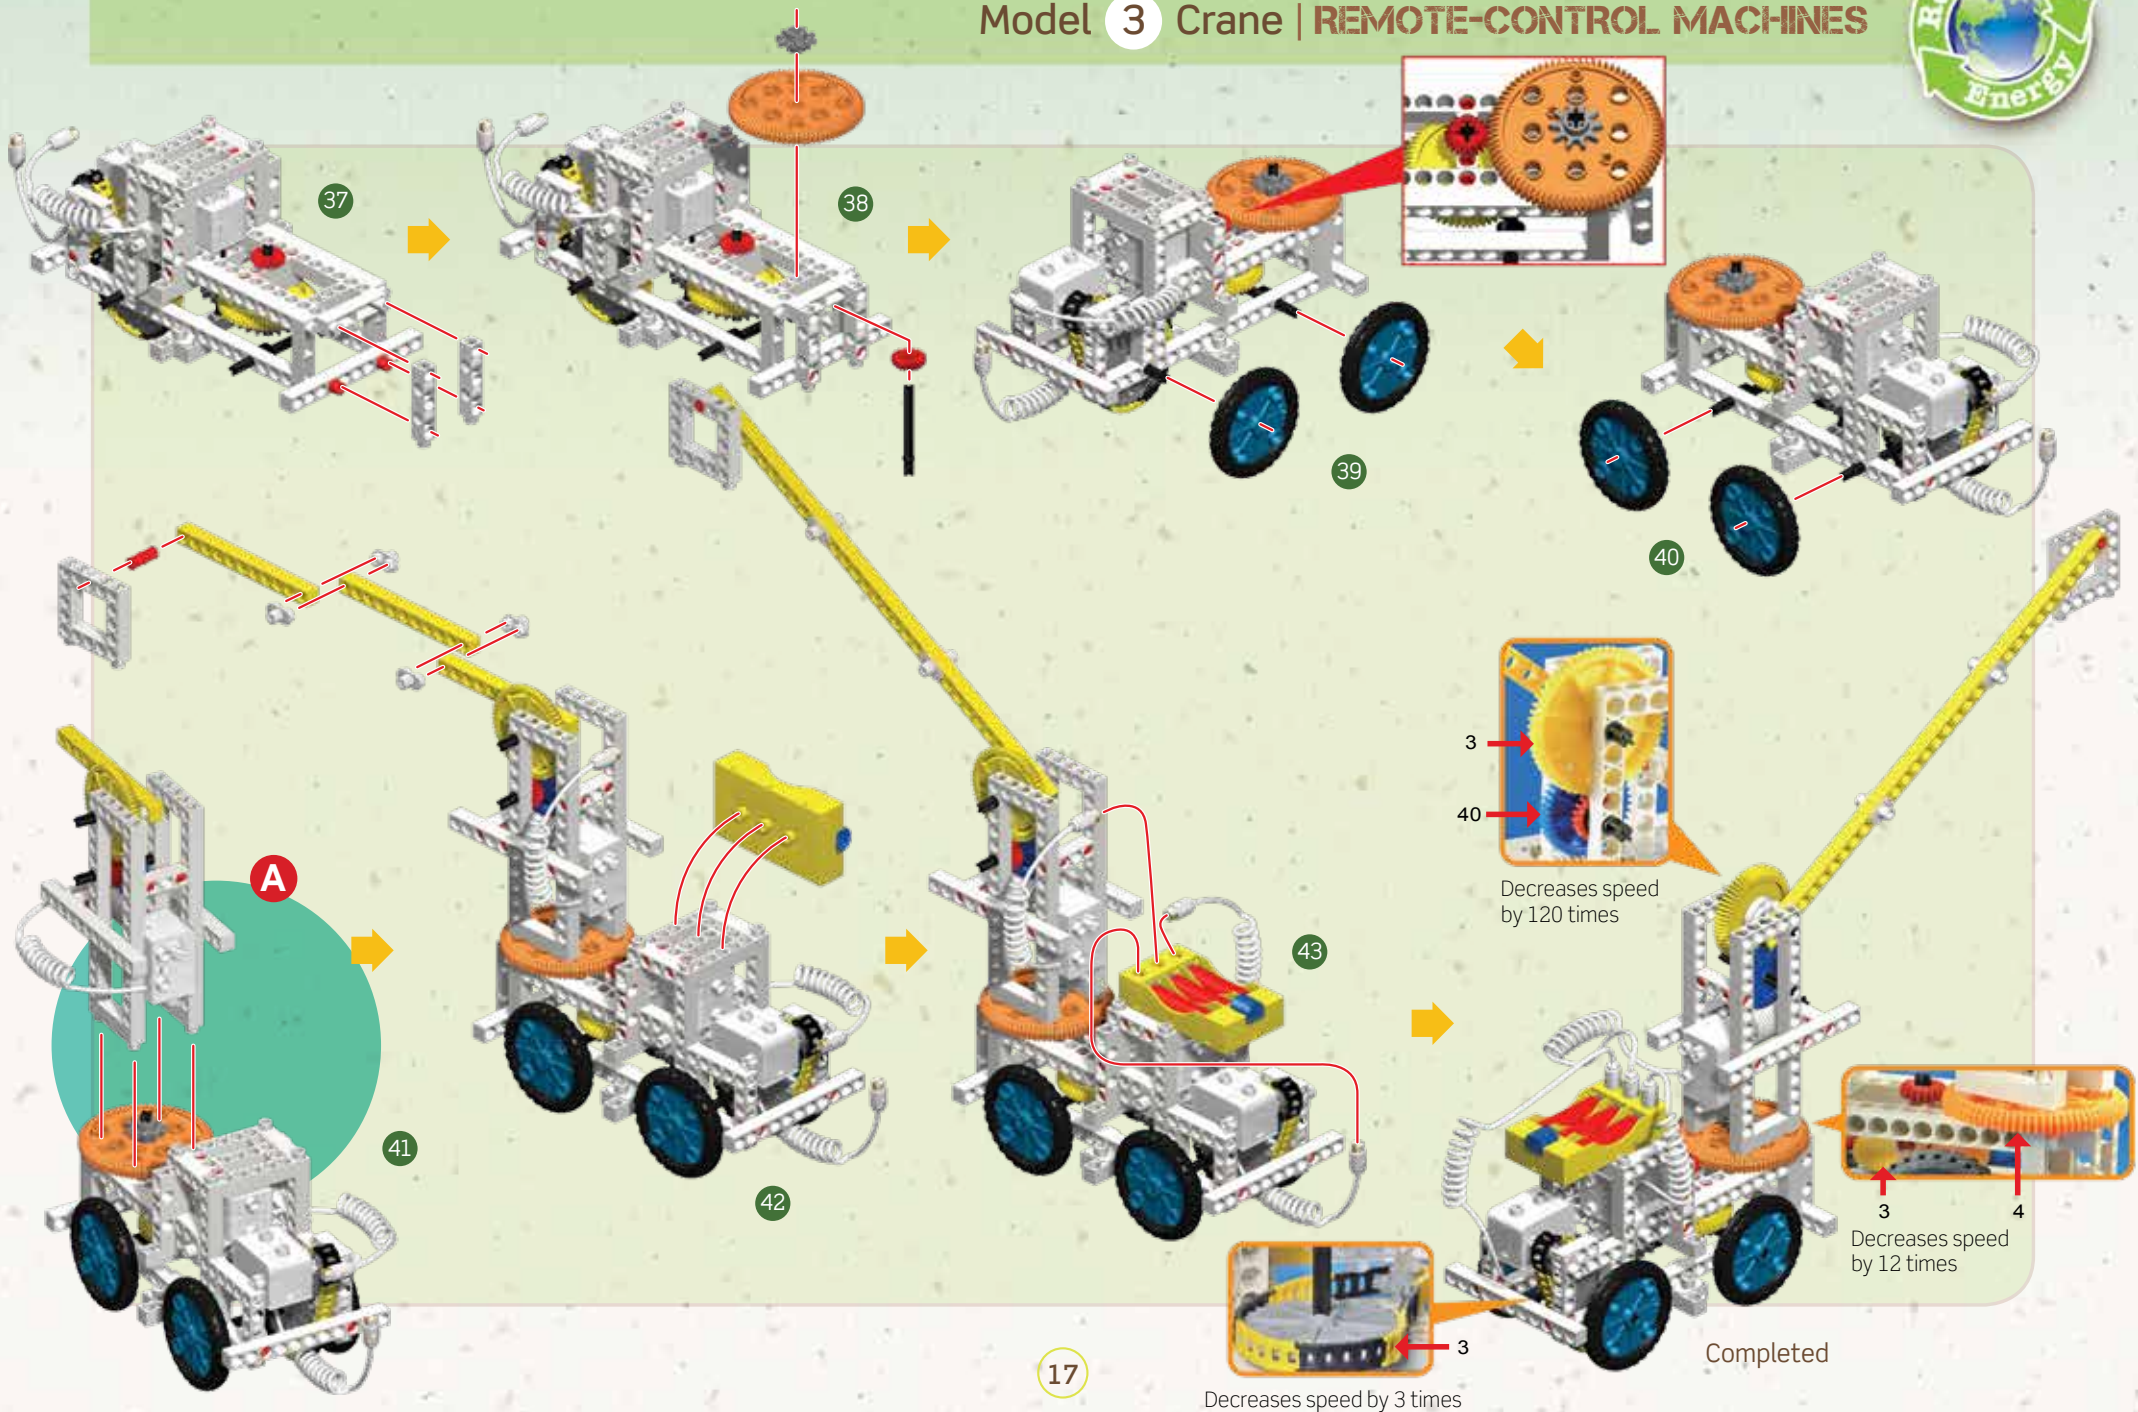 Model 3 Crane | REMOTE-CONTROL MACHINES
Energy
37
38
39
40
3
40
Decreases speed
by 120 times
A
41
42
43
3
4
Decreases speed
by 12 times
3
Decreases speed by 3 times
Completed
17